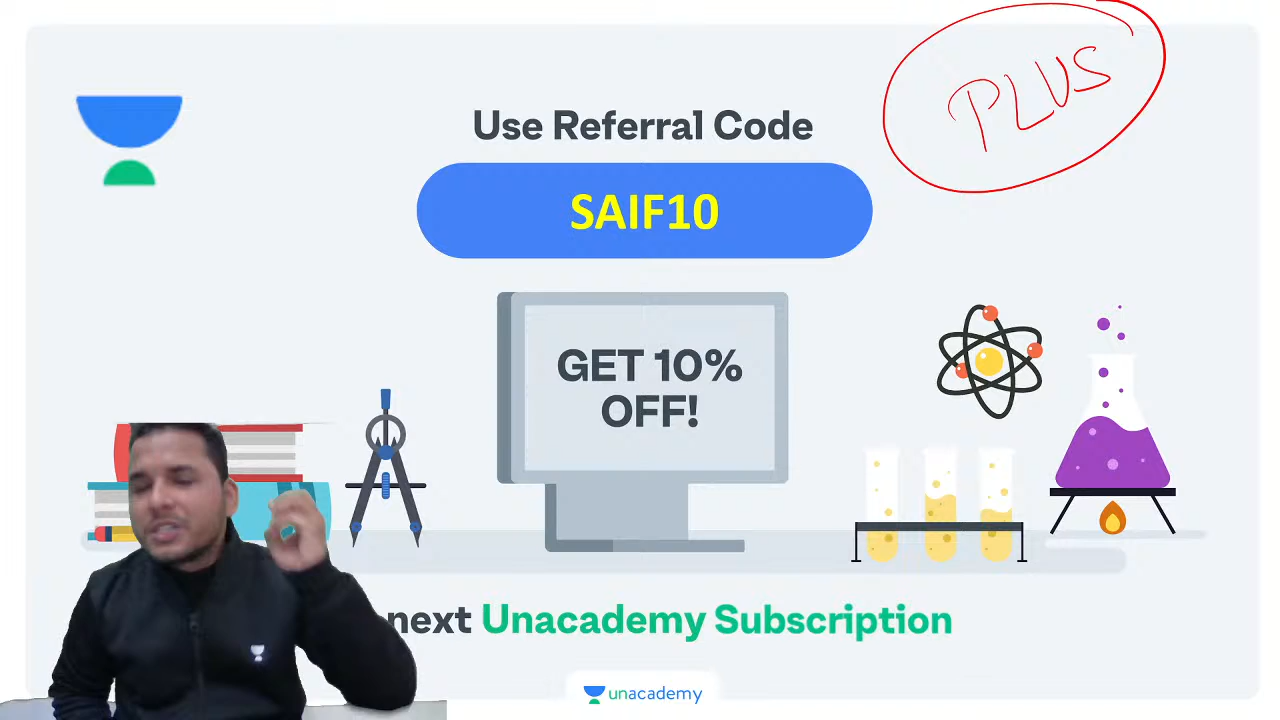 PLUS
Use Referral Code
SAIF10
GET 10%
OFF!
next Unacademy Subscription
unacademy